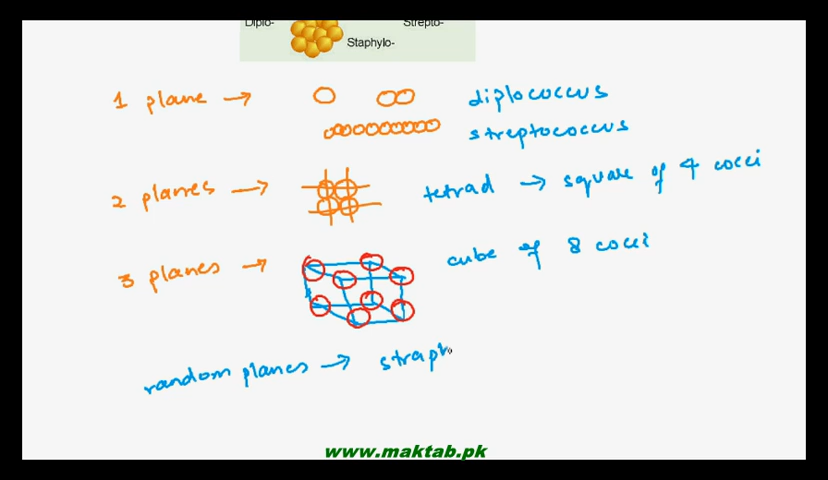 Diplo-
Strepto-
Staphylo-
1 plane → diplococcus
streptococcus
2 planes → tetrad → square of 4 cocci
3 planes → cube of 8 cocci
random planes → straph
www.maktab.pk